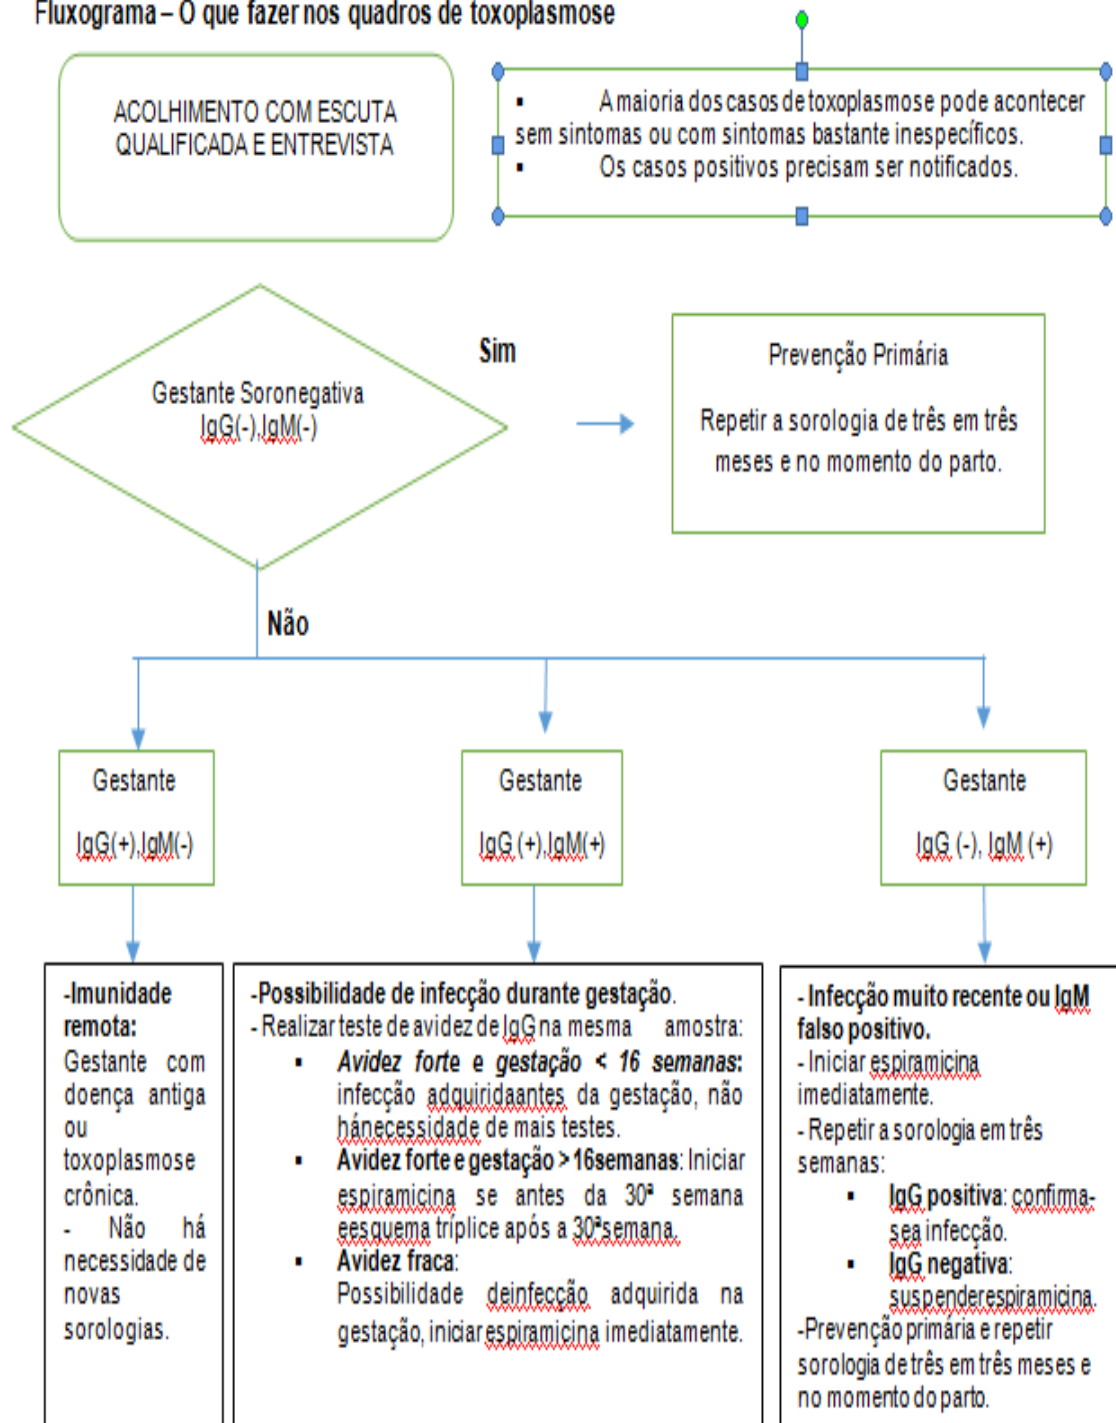 Fluxograma – O que fazer nos quadros de toxoplasmose
ACOLHIMENTO COM ESCUTA
QUALIFICADA E ENTREVISTA
▪ A maioria dos casos de toxoplasmose pode acontecer
sem sintomas ou com sintomas bastante inespecíficos.
▪ Os casos positivos precisam ser notificados.
Gestante Soronegativa
IgG(-),IgM(-)
Sim
Prevenção Primária
Repetir a sorologia de três em três
meses e no momento do parto.
Não
Gestante
IgG(+),IgM(-)
Gestante
IgG (+),IgM(+)
Gestante
IgG (-), IgM (+)
-Imunidade
remota:
Gestante com
doença antiga
ou
toxoplasmose
crônica.
- Não há
necessidade de
novas
sorologias.
-Possibilidade de infecção durante gestação.
- Realizar teste de avidez de IgG na mesma amostra:
▪ Avidez forte e gestação < 16 semanas:
infecção adquiridaantes da gestação, não
hánecessidade de mais testes.
▪ Avidez forte e gestação > 16semanas: Iniciar
espiramicina se antes da 30ª semana
eesquema tríplice após a 30ªsemana.
▪ Avidez fraca:
Possibilidade deinfecção adquirida na
gestação, iniciar espiramicina imediatamente.
- Infecção muito recente ou IgM
falso positivo.
- Iniciar espiramicina
imediatamente.
- Repetir a sorologia em três
semanas:
▪ IgG positiva: confirma-
sea infecção.
▪ IgG negativa:
suspenderespiramicina.
-Prevenção primária e repetir
sorologia de três em três meses e
no momento do parto.